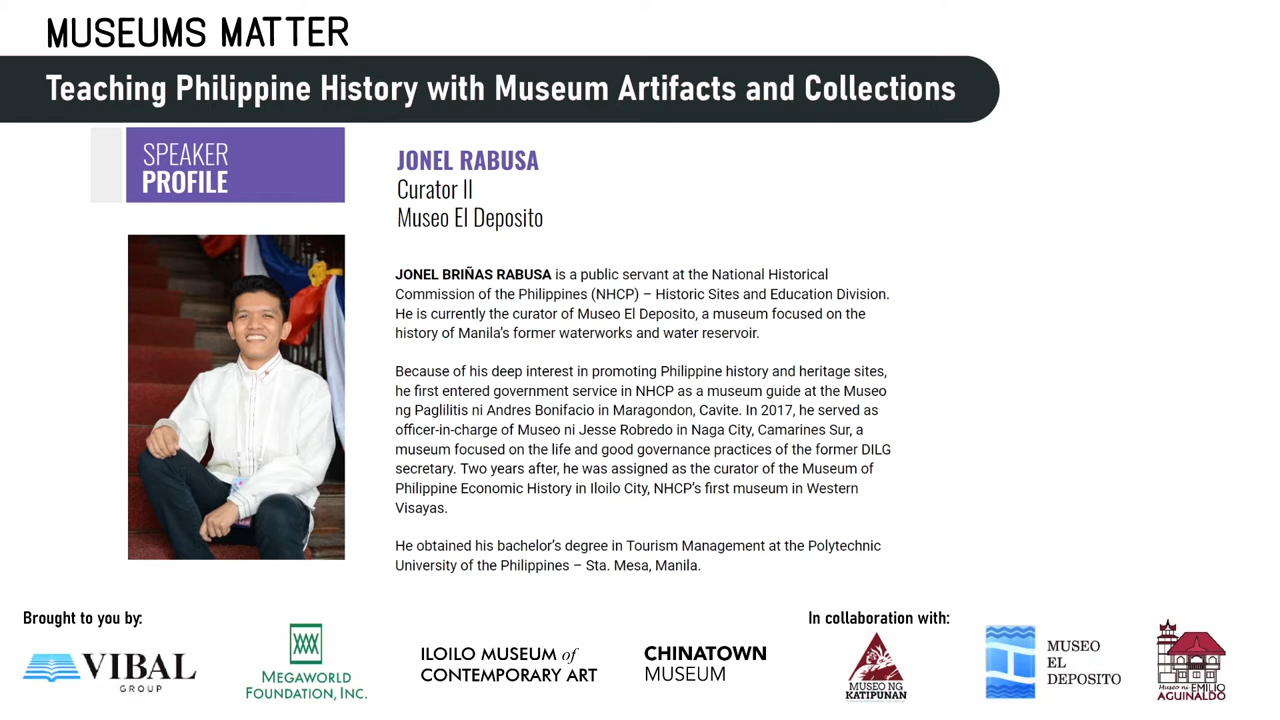 MUSEUMS MATTER
Teaching Philippine History with Museum Artifacts and Collections
SPEAKER
PROFILE
JONEL RABUSA
Curator II
Museo El Deposito
JONEL BRIÑAS RABUSA is a public servant at the National Historical
Commission of the Philippines (NHCP) – Historic Sites and Education Division.
He is currently the curator of Museo El Deposito, a museum focused on the
history of Manila's former waterworks and water reservoir.
Because of his deep interest in promoting Philippine history and heritage sites,
he first entered government service in NHCP as a museum guide at the Museo
ng Paglilitis ni Andres Bonifacio in Maragondon, Cavite. In 2017, he served as
officer-in-charge of Museo ni Jesse Robredo in Naga City, Camarines Sur, a
museum focused on the life and good governance practices of the former DILG
secretary. Two years after, he was assigned as the curator of the Museum of
Philippine Economic History in Iloilo City, NHCP's first museum in Western
Visayas.
He obtained his bachelor's degree in Tourism Management at the Polytechnic
University of the Philippines – Sta. Mesa, Manila.
Brought to you by:
VIBAL
GROUP
MEGAWORLD
FOUNDATION, INC.
ILOILO MUSEUM of
CONTEMPORARY ART
CHINATOWN
MUSEUM
In collaboration with:
MUSEO NG
KATIPUNAN
MUSEO
EL
DEPOSITO
Museo ni EMILIO
AGUINALDO